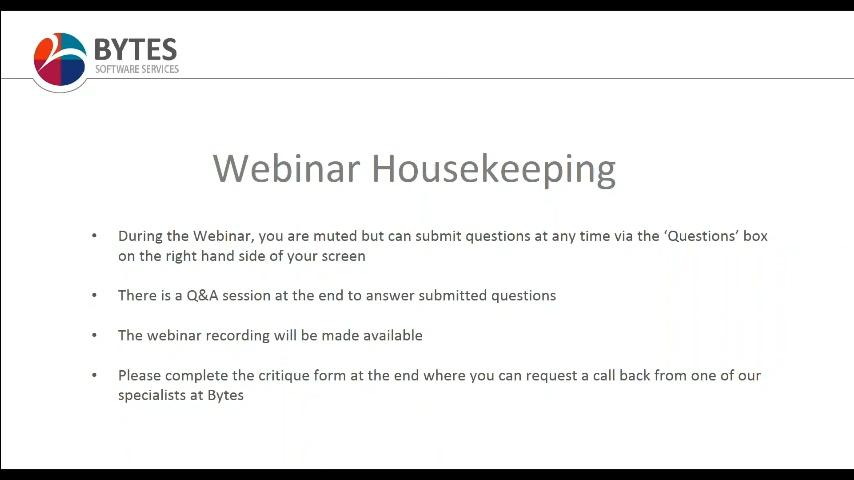 BYTES
SOFTWARE SERVICES
Webinar Housekeeping
• During the Webinar, you are muted but can submit questions at any time via the ‘Questions’ box
on the right hand side of your screen
• There is a Q&A session at the end to answer submitted questions
• The webinar recording will be made available
• Please complete the critique form at the end where you can request a call back from one of our
specialists at Bytes